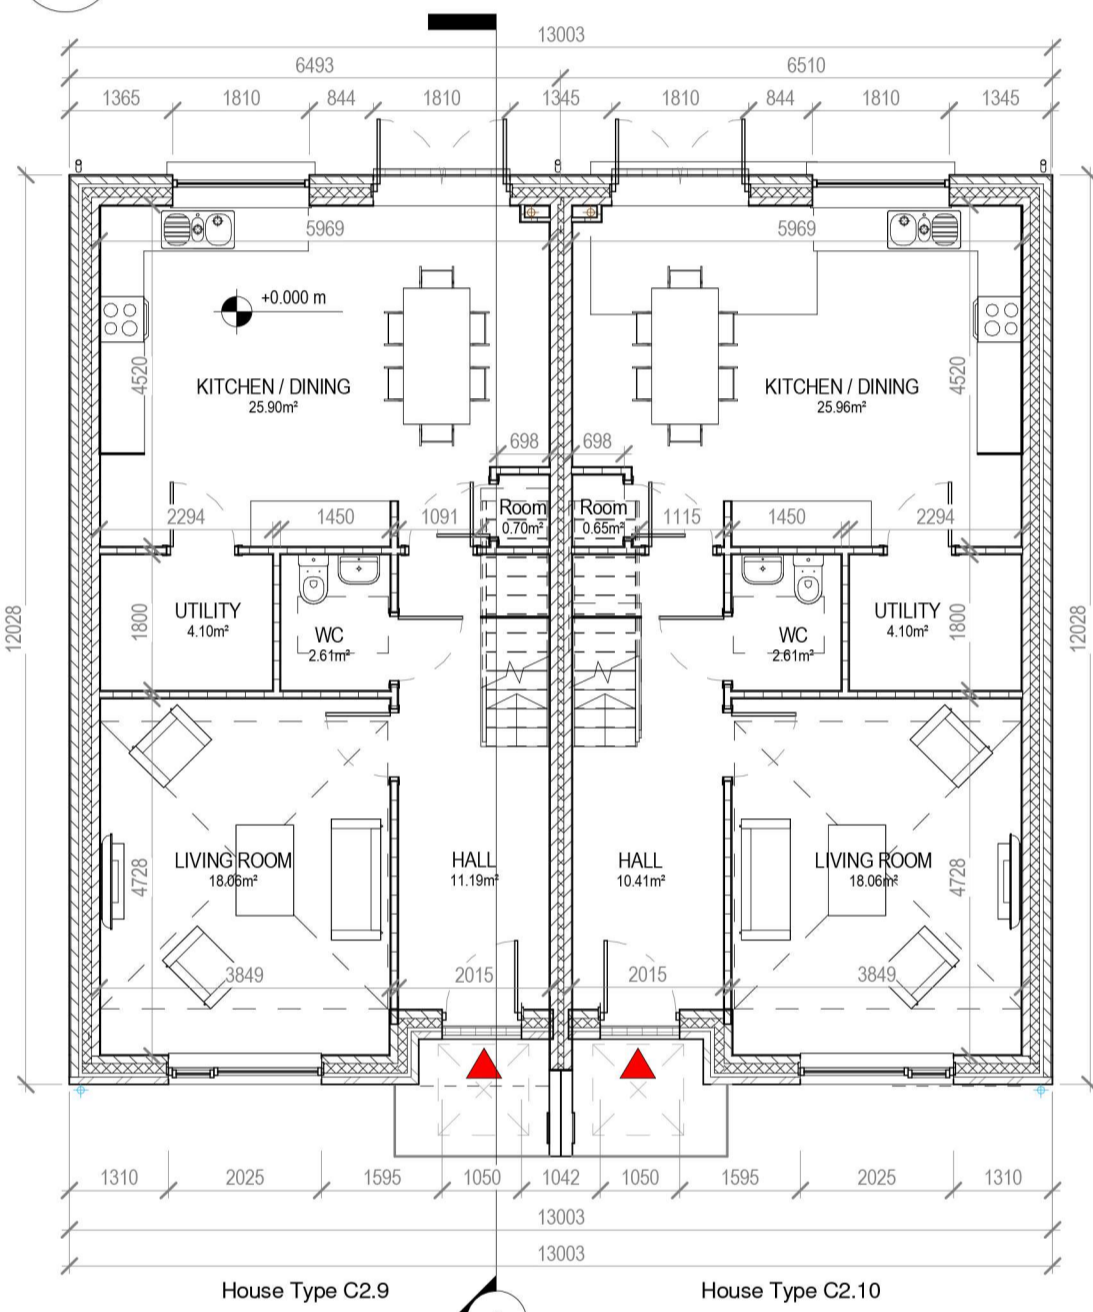 13003
6493 6510
1365 1810 844 1810 1345 1810 844 1810 1345
5969 5969
+0.000 m
4520 4520
KITCHEN / DINING KITCHEN / DINING
25.90m² 25.96m²
698 698
Room Room
0.70m² 0.65m²
2294 1450 1091 1115 1450 2294
12028 12028
UTILITY UTILITY
4.10m² 4.10m²
1800 1800
WC WC
2.61m² 2.61m²
LIVING ROOM HALL HALL LIVING ROOM
18.06m² 11.19m² 10.41m² 18.06m²
4728 4728
3849 2015 2015 3849
1310 2025 1595 1050 1042 1050 1595 2025 1310
13003
13003
House Type C2.9 House Type C2.10